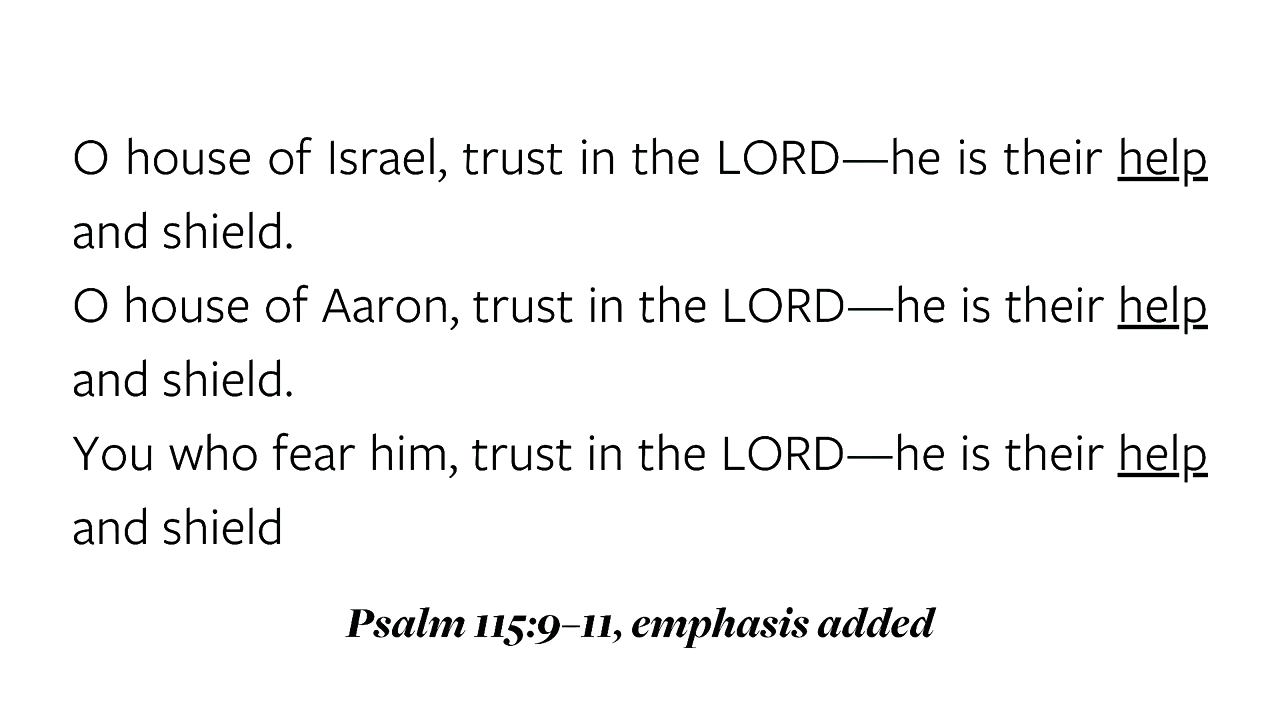 O house of Israel, trust in the LORD—he is their help
and shield.
O house of Aaron, trust in the LORD—he is their help
and shield.
You who fear him, trust in the LORD—he is their help
and shield
Psalm 115:9–11, emphasis added